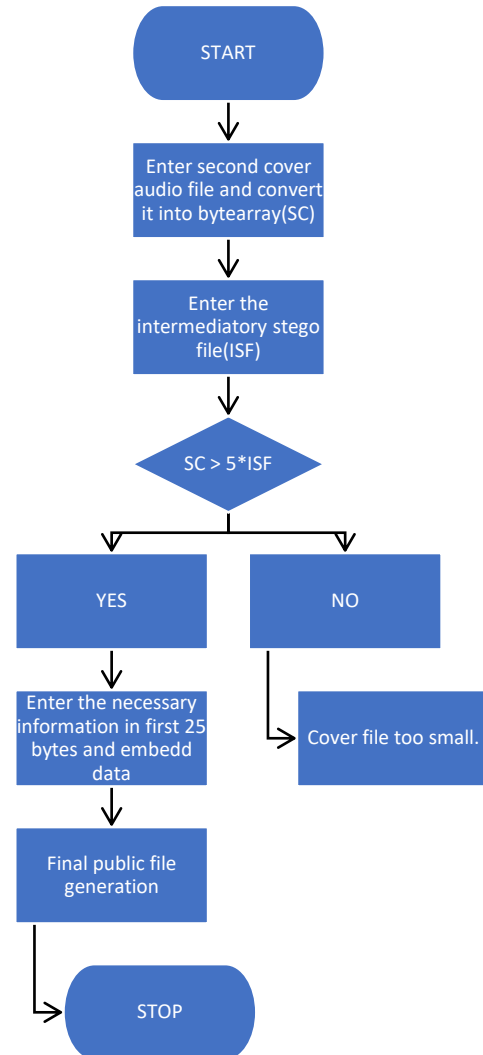 START
Enter second cover
audio file and convert
it into bytearray(SC)
Enter the
intermediatory stego
file(ISF)
SC > 5*ISF
YES
NO
Enter the necessary
information in first 25
bytes and embedd
data
Cover file too small.
Final public file
generation
STOP